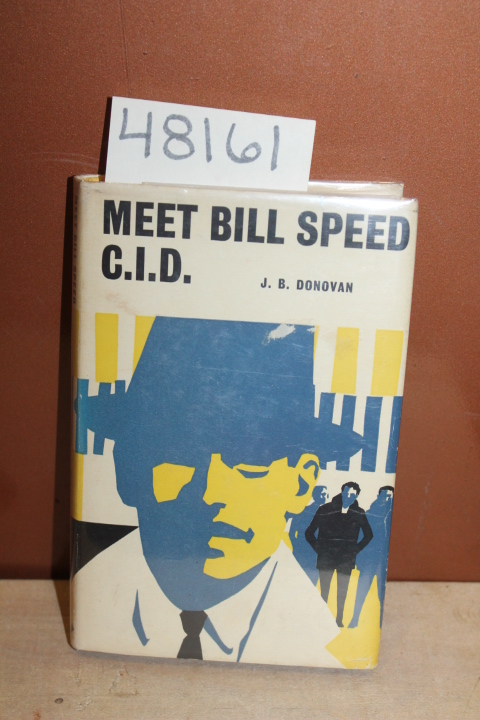 48161
MEET BILL SPEED
C.I.D.
J. B. DONOVAN